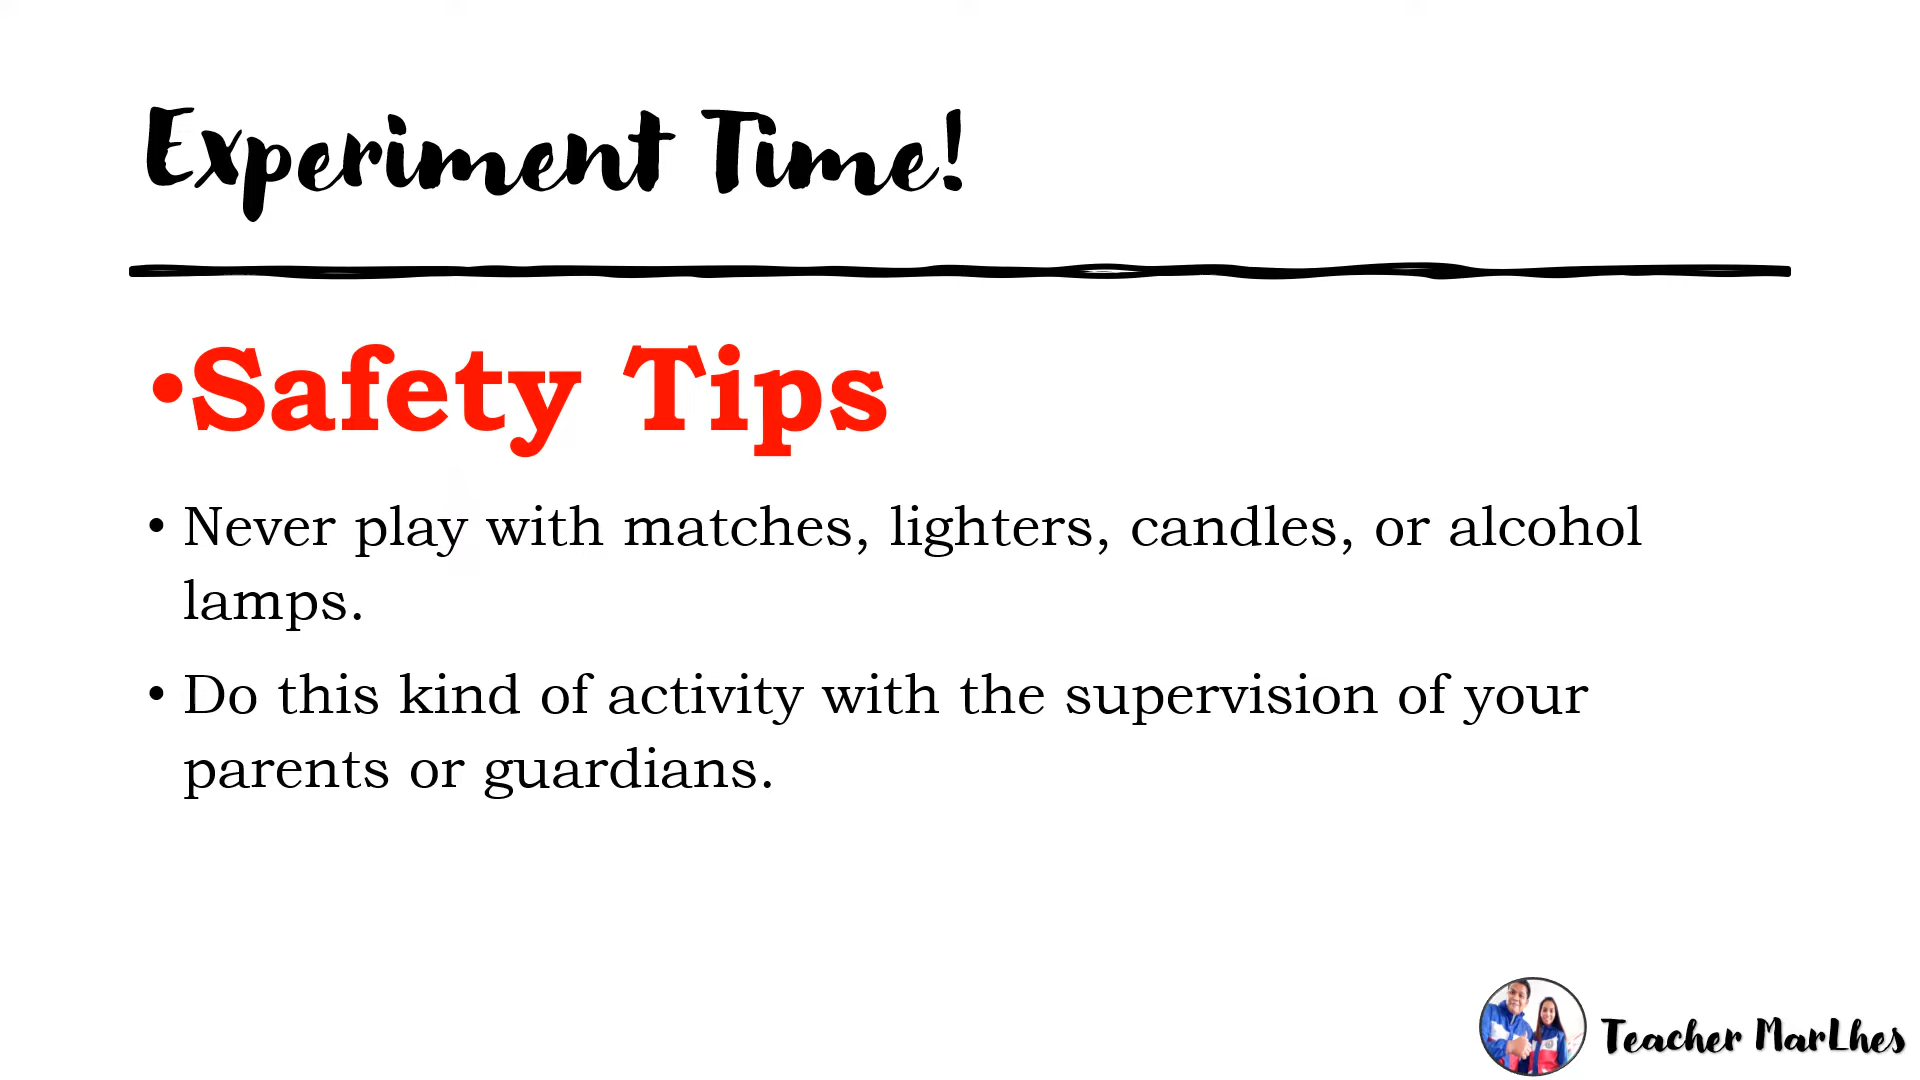 Experiment Time!
•Safety Tips
• Never play with matches, lighters, candles, or alcohol
lamps.
• Do this kind of activity with the supervision of your
parents or guardians.
Teacher MarLhes